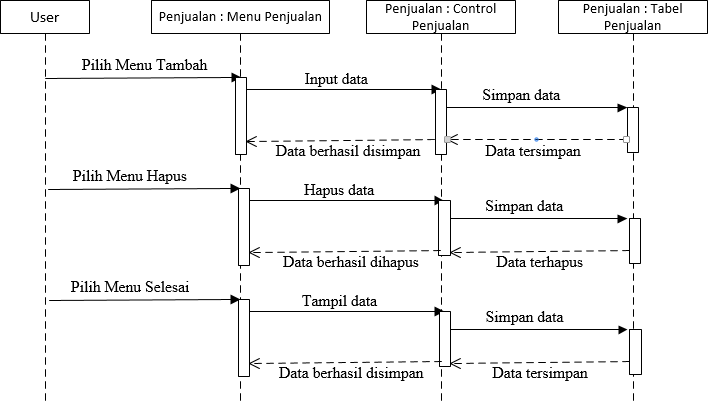 User
Penjualan : Menu Penjualan
Penjualan : Control
Penjualan
Penjualan : Tabel
Penjualan
Pilih Menu Tambah
Input data
Simpan data
Data berhasil disimpan
Data tersimpan
Pilih Menu Hapus
Hapus data
Simpan data
Data berhasil dihapus
Data terhapus
Pilih Menu Selesai
Tampil data
Simpan data
Data berhasil disimpan
Data tersimpan